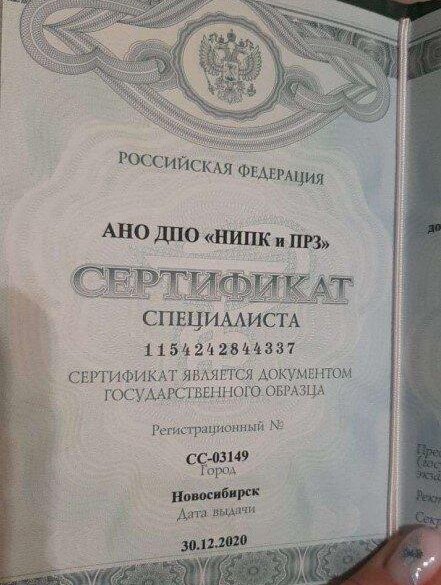 РОССИЙСКАЯ ФЕДЕРАЦИЯ
АНО ДПО «НИПК и ПРЗ»
СЕРТИФИКАТ
СПЕЦИАЛИСТА
1154242844337
СЕРТИФИКАТ ЯВЛЯЕТСЯ ДОКУМЕНТОМ
ГОСУДАРСТВЕННОГО ОБРАЗЦА
Регистрационный №
СС-03149
Город
Новосибирск
Дата выдачи
30.12.2020